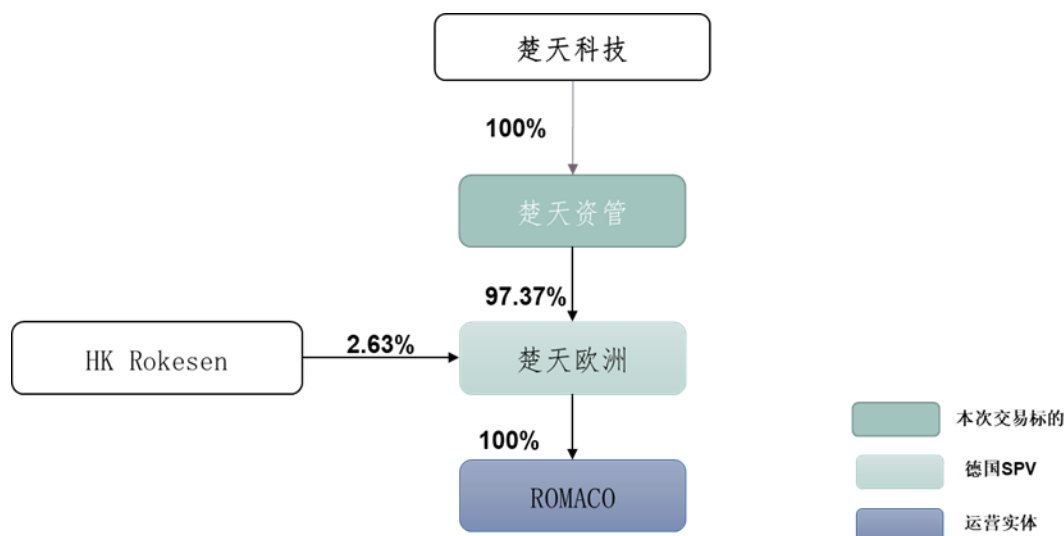 楚天科技
100%
楚天资管
97.37%
HK Rokesen
2.63%
楚天欧洲
100%
ROMACO
本次交易标的
德国SPV
运营实体